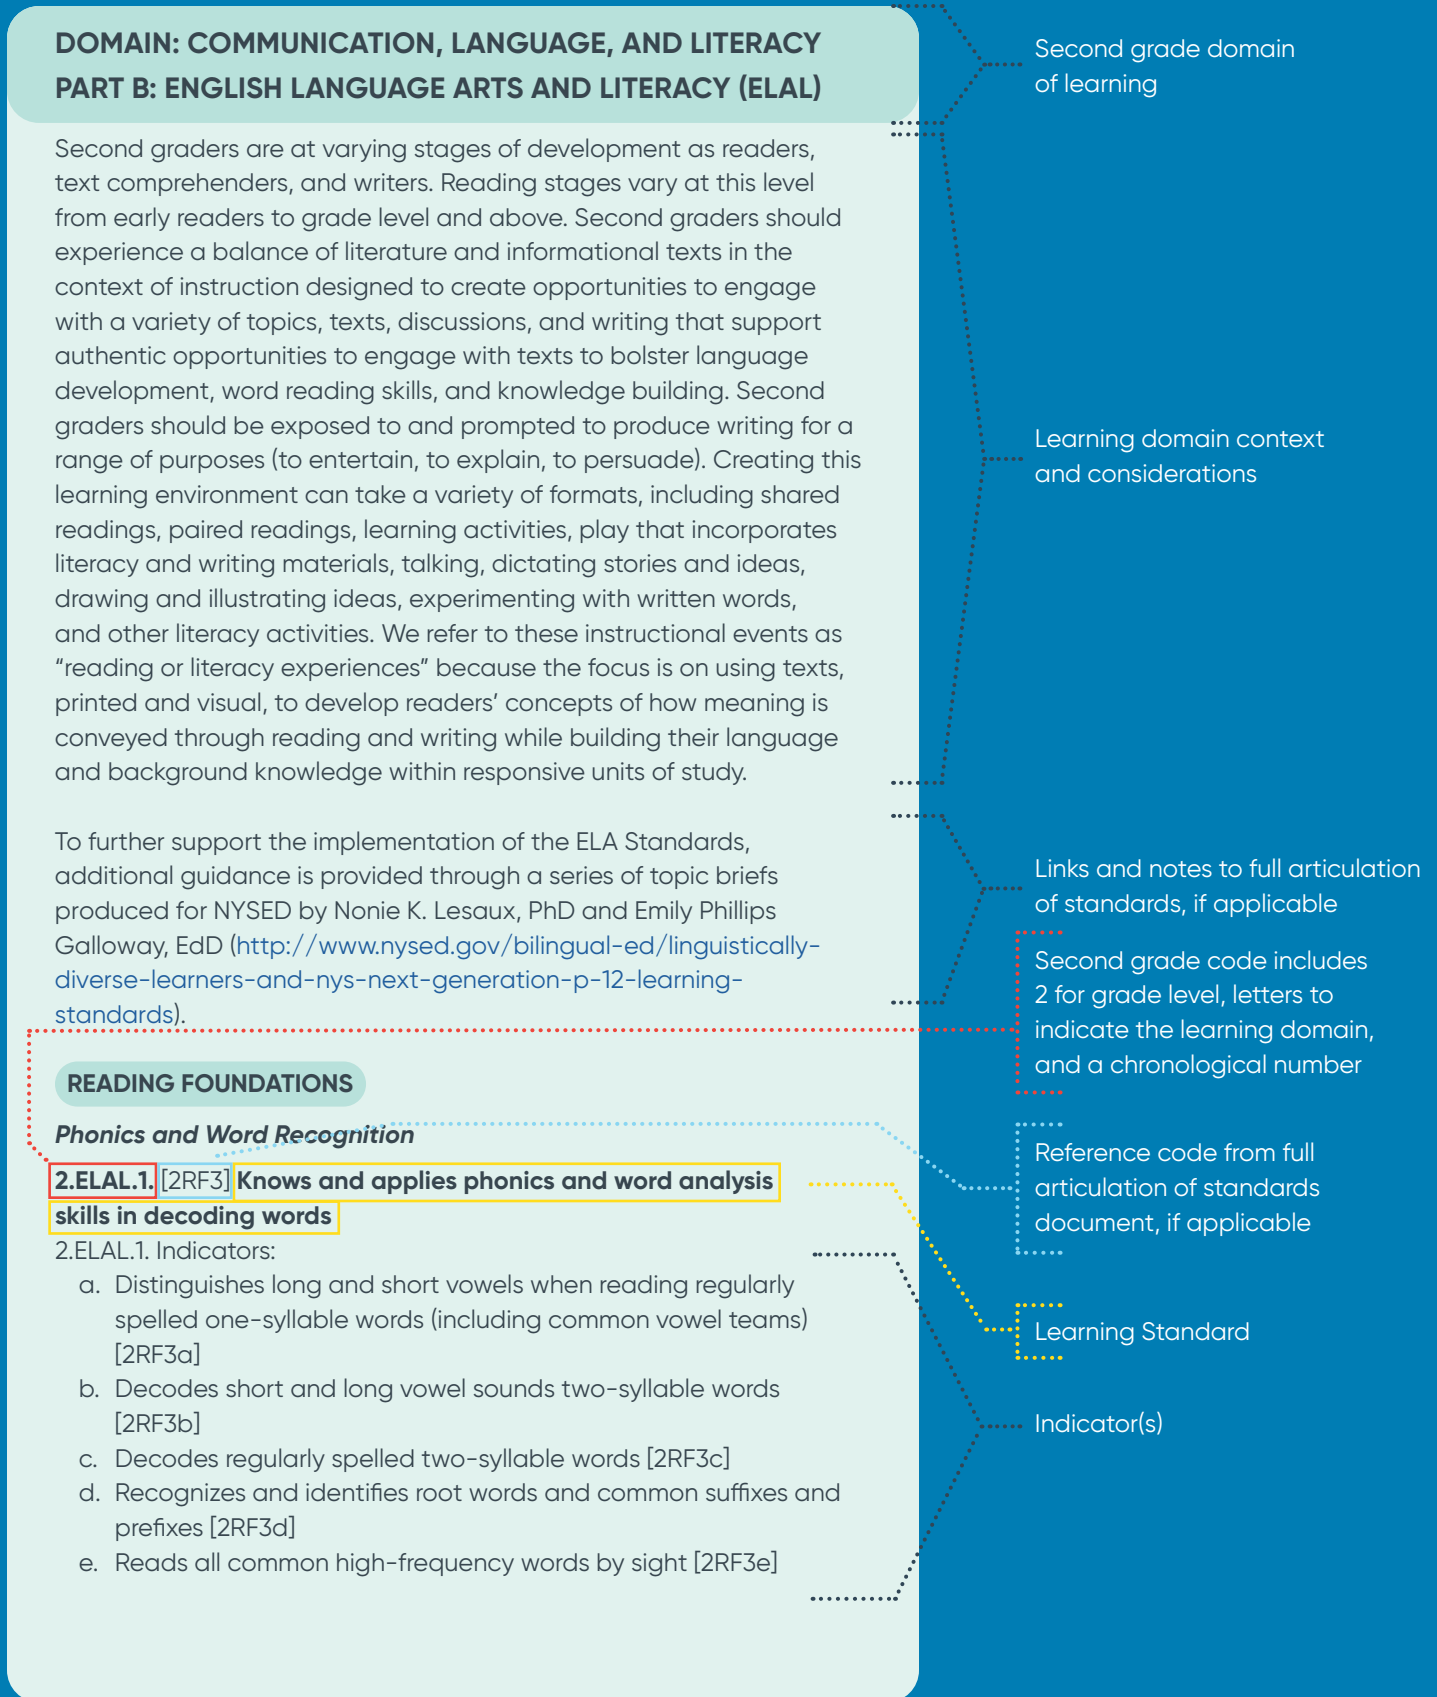 DOMAIN: COMMUNICATION, LANGUAGE, AND LITERACY
PART B: ENGLISH LANGUAGE ARTS AND LITERACY (ELAL)
Second graders are at varying stages of development as readers,
text comprehenders, and writers. Reading stages vary at this level
from early readers to grade level and above. Second graders should
experience a balance of literature and informational texts in the
context of instruction designed to create opportunities to engage
with a variety of topics, texts, discussions, and writing that support
authentic opportunities to engage with texts to bolster language
development, word reading skills, and knowledge building. Second
graders should be exposed to and prompted to produce writing for a
range of purposes (to entertain, to explain, to persuade). Creating this
learning environment can take a variety of formats, including shared
readings, paired readings, learning activities, play that incorporates
literacy and writing materials, talking, dictating stories and ideas,
drawing and illustrating ideas, experimenting with written words,
and other literacy activities. We refer to these instructional events as
“reading or literacy experiences” because the focus is on using texts,
printed and visual, to develop readers’ concepts of how meaning is
conveyed through reading and writing while building their language
and background knowledge within responsive units of study.
To further support the implementation of the ELA Standards,
additional guidance is provided through a series of topic briefs
produced for NYSED by Nonie K. Lesaux, PhD and Emily Phillips
Galloway, EdD (http://www.nysed.gov/bilingual-ed/linguistically-
diverse-learners-and-nys-next-generation-p-12-learning-
standards).
READING FOUNDATIONS
Phonics and Word Recognition
2.ELAL.1. [2RF3] Knows and applies phonics and word analysis
skills in decoding words
2.ELAL.1. Indicators:
a. Distinguishes long and short vowels when reading regularly
spelled one-syllable words (including common vowel teams)
[2RF3a]
b. Decodes short and long vowel sounds two-syllable words
[2RF3b]
c. Decodes regularly spelled two-syllable words [2RF3c]
d. Recognizes and identifies root words and common suffixes and
prefixes [2RF3d]
e. Reads all common high-frequency words by sight [2RF3e]
Second grade domain
of learning
Learning domain context
and considerations
Links and notes to full articulation
of standards, if applicable
Second grade code includes
2 for grade level, letters to
indicate the learning domain,
and a chronological number
Reference code from full
articulation of standards
document, if applicable
Learning Standard
Indicator(s)